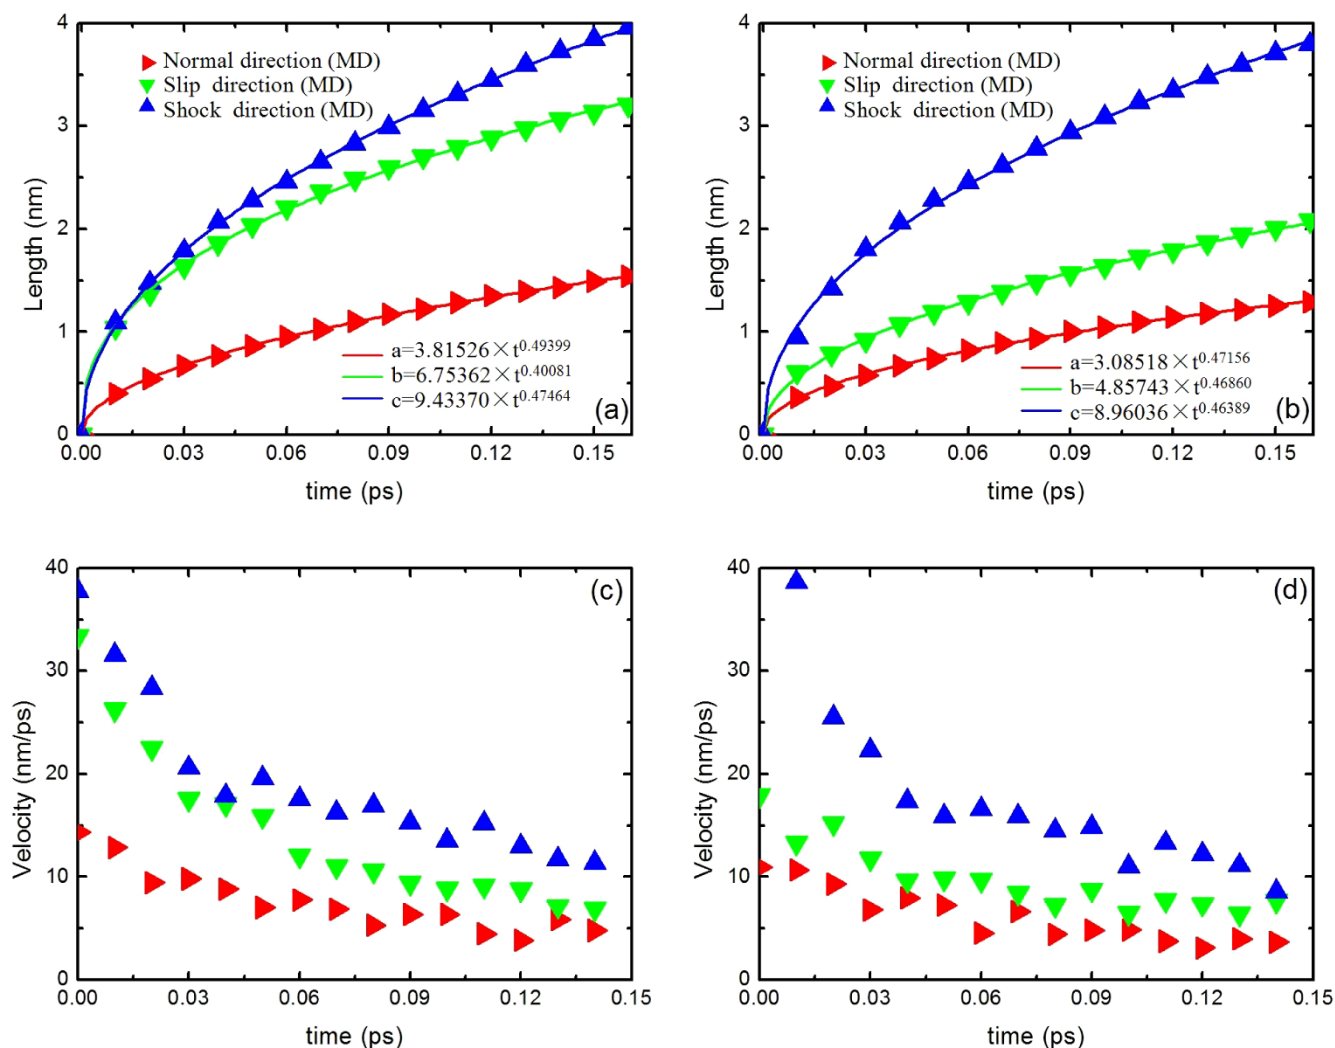 4
3
2
1
0
Length (nm)
Normal direction (MD)
Slip direction (MD)
Shock direction (MD)
a=3.81526×t^0.49399
b=6.75362×t^0.40081
c=9.43370×t^0.47464
(a)
0.00 0.03 0.06 0.09 0.12 0.15
time (ps)
4
3
2
1
0
Length (nm)
Normal direction (MD)
Slip direction (MD)
Shock direction (MD)
a=3.08518×t^0.47156
b=4.85743×t^0.46860
c=8.96036×t^0.46389
(b)
0.00 0.03 0.06 0.09 0.12 0.15
time (ps)
40
30
20
10
0
Velocity (nm/ps)
(c)
0.00 0.03 0.06 0.09 0.12 0.15
time (ps)
40
30
20
10
0
Velocity (nm/ps)
(d)
0.00 0.03 0.06 0.09 0.12 0.15
time (ps)